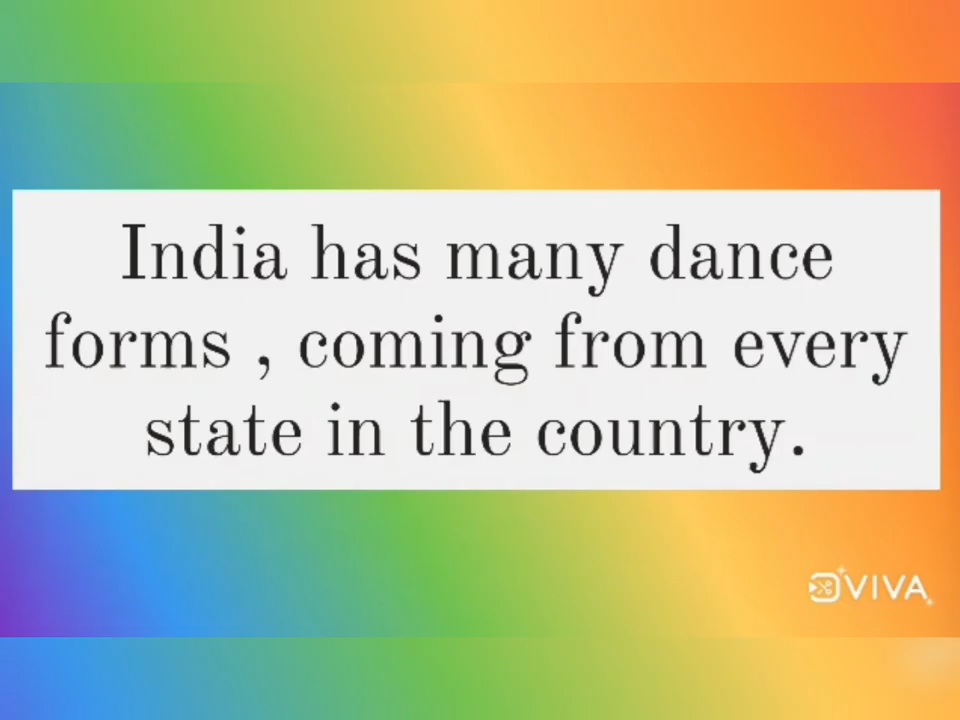 India has many dance
forms , coming from every
state in the country.
VIVA